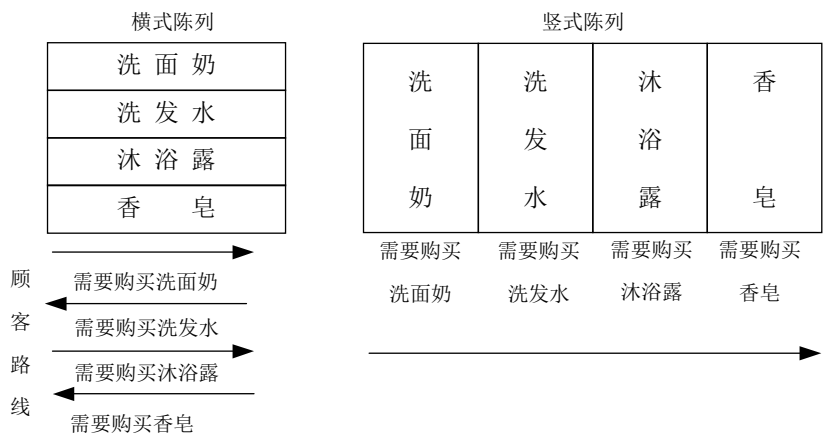 横式陈列
洗面奶
洗发水
沐浴露
香 皂
顾客路线
需要购买洗面奶
需要购买洗发水
需要购买沐浴露
需要购买香皂
竖式陈列
洗面奶
洗发水
沐浴露
香皂
需要购买洗面奶
需要购买洗发水
需要购买沐浴露
需要购买香皂